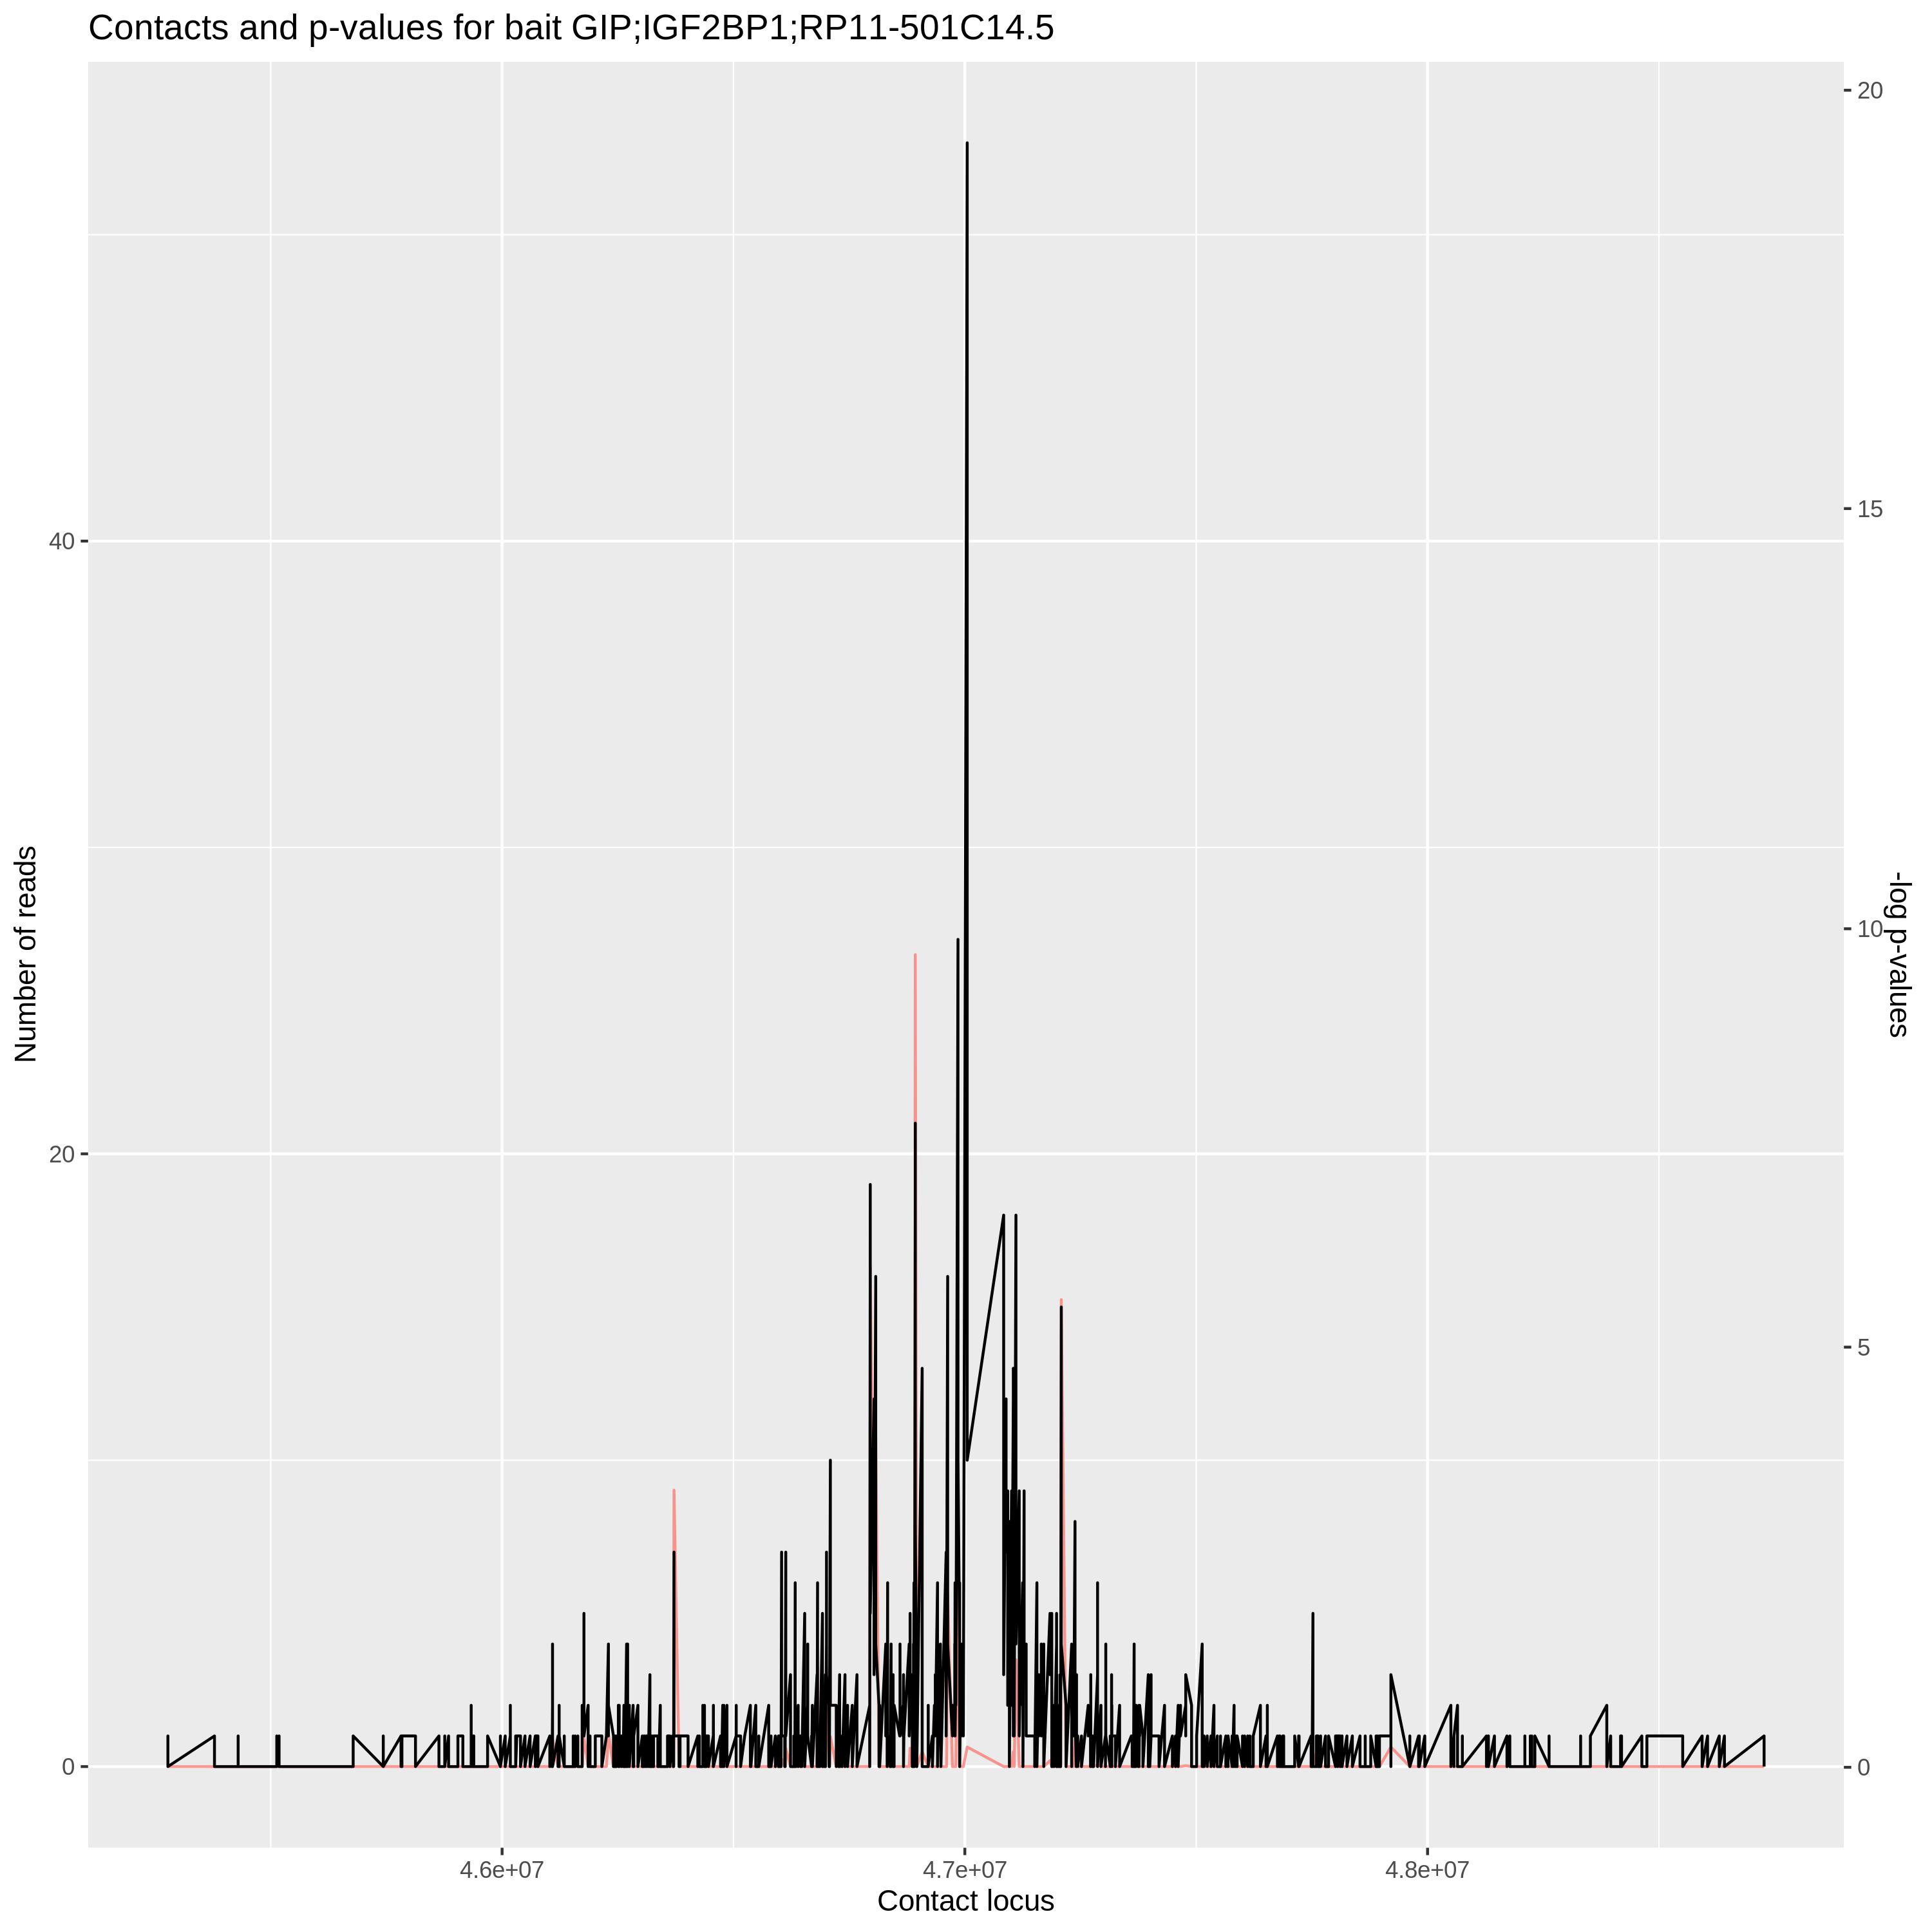 Contacts and p-values for bait GIP;IGF2BP1;RP11-501C14.5
20
15
10
5
0
-log p-values
40
20
0
Number of reads
4.6e+07
4.7e+07
4.8e+07
Contact locus